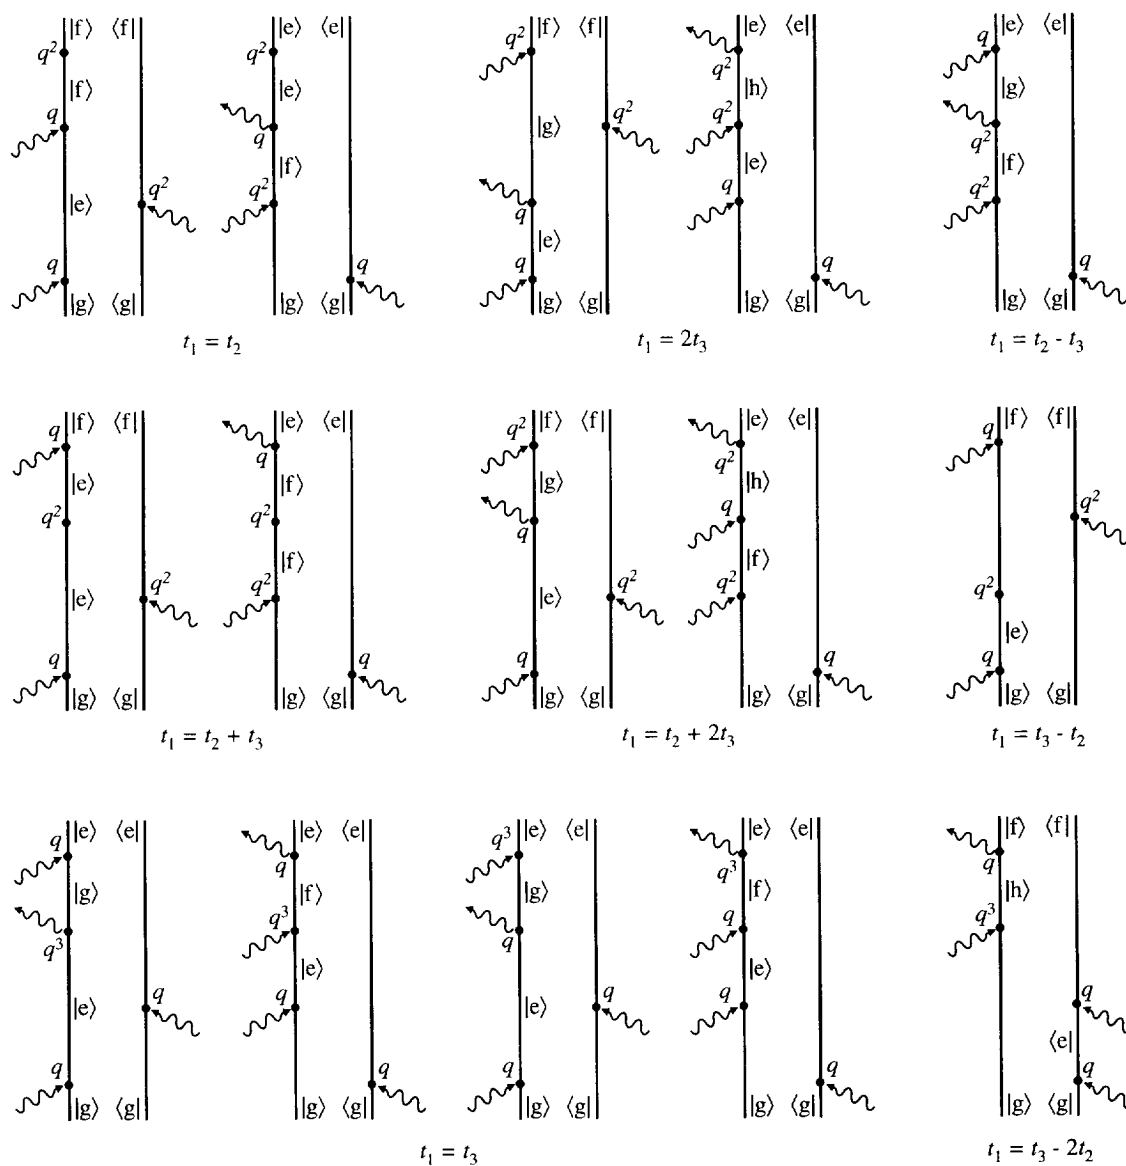 |f⟩ ⟨f| |e⟩ ⟨e| |f⟩ ⟨f| |e⟩ ⟨e| |e⟩ ⟨e|
q² q² q² q² q
|f⟩ |e⟩ |h⟩ |g⟩
q q |g⟩ q² q² q²
|f⟩ |e⟩ |f⟩
|e⟩ q² q² q q q²
|e⟩
q q q q q
|g⟩ ⟨g| |g⟩ ⟨g| |g⟩ ⟨g| |g⟩ ⟨g| |g⟩ ⟨g|
t₁ = t₂ t₁ = 2t₃ t₁ = t₂ - t₃
|f⟩ ⟨f| |e⟩ ⟨e| |f⟩ ⟨f| |e⟩ ⟨e| |f⟩ ⟨f|
q q q² q² q
|e⟩ |f⟩ |g⟩ |h⟩
q² q² q q q²
|f⟩ |f⟩
|e⟩ q² q² |e⟩ q² q² q²
|e⟩
q q q q q
|g⟩ ⟨g| |g⟩ ⟨g| |g⟩ ⟨g| |g⟩ ⟨g| |g⟩ ⟨g|
t₁ = t₂ + t₃ t₁ = t₂ + 2t₃ t₁ = t₃ - t₂
|e⟩ ⟨e| |e⟩ ⟨e| |e⟩ ⟨e| |e⟩ ⟨e| |f⟩ ⟨f|
q q q³ q³ q
|g⟩ |f⟩ |g⟩ |f⟩ |h⟩
q³ q³ q q q³
|e⟩ |e⟩
|e⟩ q q |e⟩ q q q
⟨e|
q q q q q
|g⟩ ⟨g| |g⟩ ⟨g| |g⟩ ⟨g| |g⟩ ⟨g| |g⟩ ⟨g|
t₁ = t₃ t₁ = t₃ - 2t₂